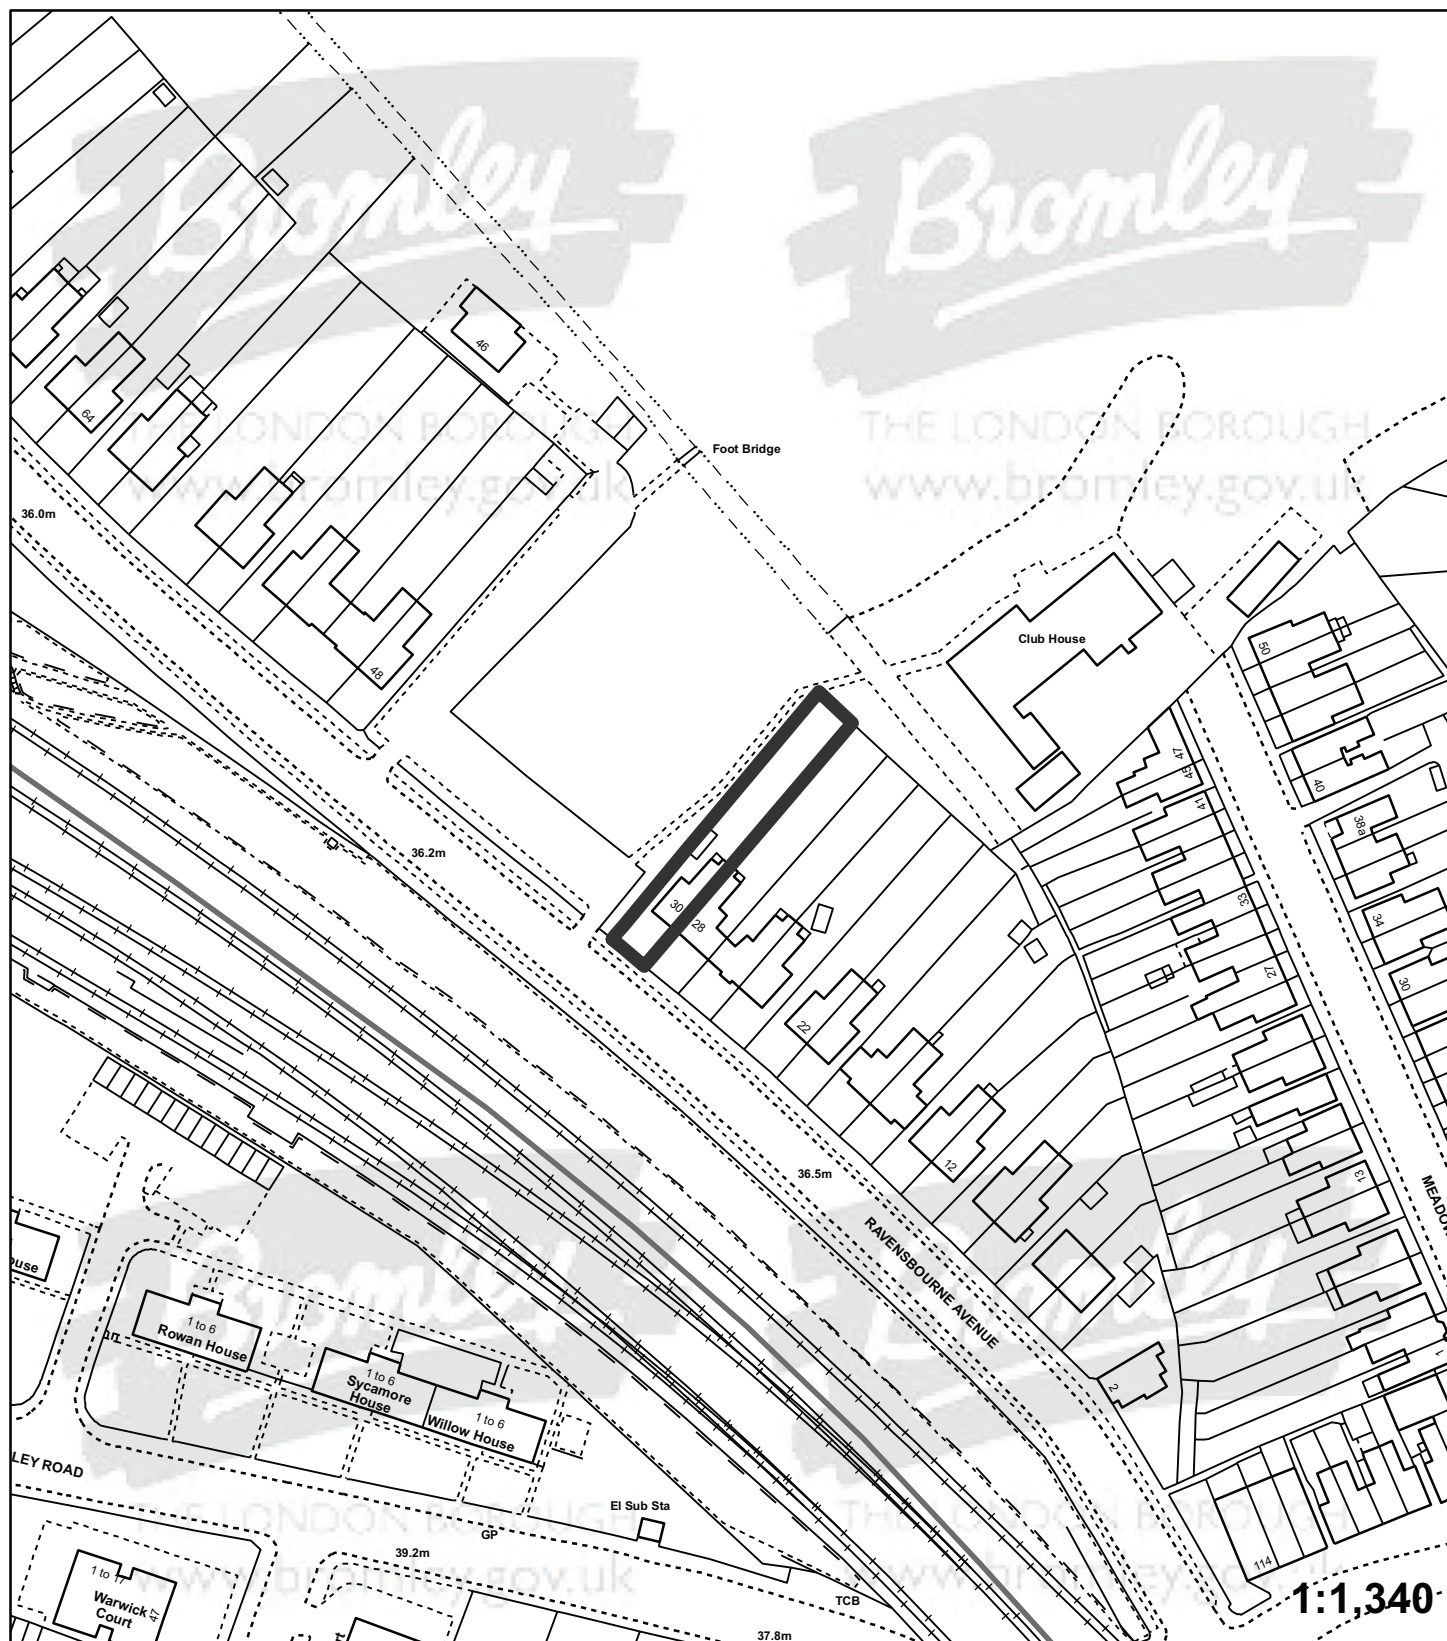 Bromley
Bromley
THE LONDON BOROUGH
www.bromley.gov.uk
THE LONDON BOROUGH
www.bromley.gov.uk
46
64
Foot Bridge
36.0m
Club House
50
48
47
45
40
41
38a
36.2m
33
34
30
28
27
30
22
12
36.5m
13
MEADOW
RAVENSBOURNE AVENUE
Bromley
Bromley
ouse
1 to 6
Rowan House
1 to 6
Sycamore
House
1 to 6
Willow House
1
2
LEY ROAD
El Sub Sta
GP
THE LONDON BOROUGH
www.bromley.gov.uk
THE LONDON BOROUGH
www.bromley.gov.uk
39.2m
114
1 to 17
Warwick
Court
47
TCB
37.8m
1:1,340